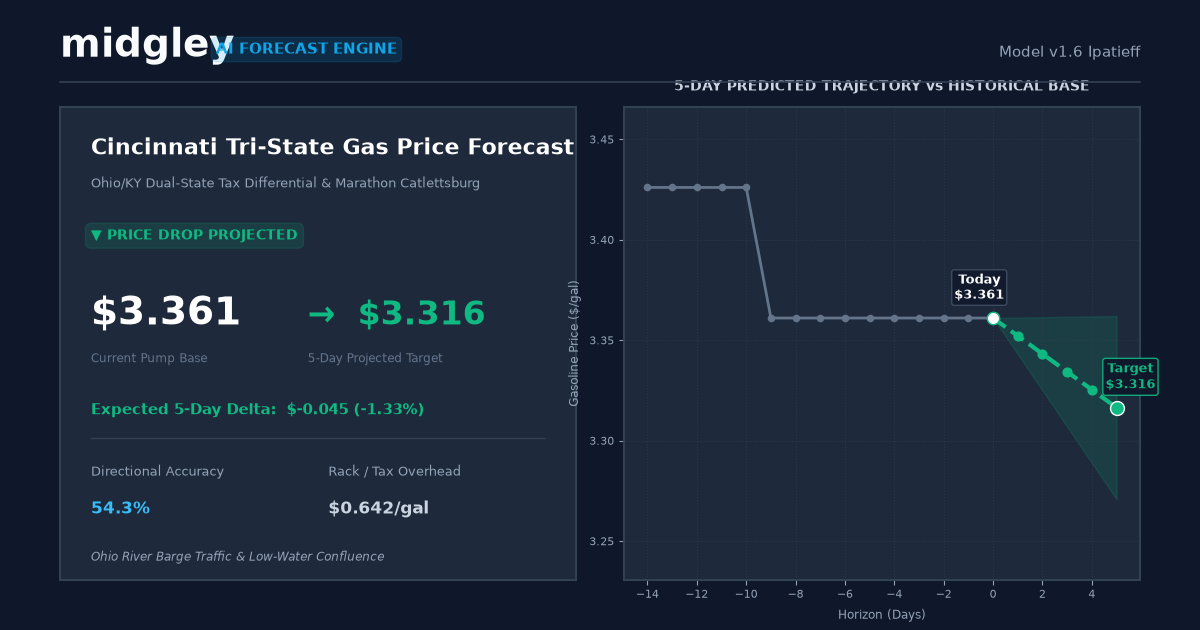 midgley
AI FORECAST ENGINE
Model v1.6 Ipatieff
Cincinnati Tri-State Gas Price Forecast
Ohio/KY Dual-State Tax Differential & Marathon Catlettsburg
▼ PRICE DROP PROJECTED
$3.361 → $3.316
Current Pump Base 5-Day Projected Target
Expected 5-Day Delta: $-0.045 (-1.33%)
Directional Accuracy Rack / Tax Overhead
54.3% $0.642/gal
Ohio River Barge Traffic & Low-Water Confluence
5-DAY PREDICTED TRAJECTORY vs HISTORICAL BASE
Gasoline Price ($/gal)
3.45
3.40
3.35
3.30
3.25
Today
$3.361
Target
$3.316
−14 −12 −10 −8 −6 −4 −2 0 2 4
Horizon (Days)